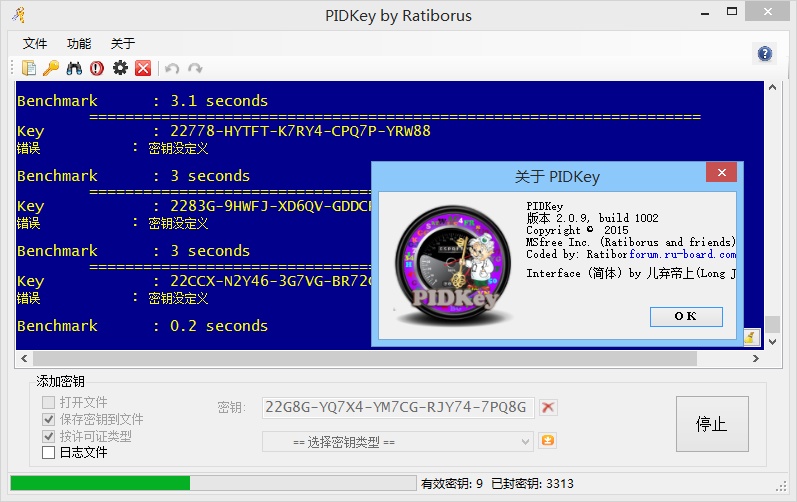 PIDKey by Ratiborus
文件 功能 关于
Benchmark : 3.1 seconds
==================================================================
Key : 22778-HYTFT-K7RY4-CPQ7P-YRW88
错误 : 密钥没定义
Benchmark : 3 seconds
Key : 2283G-9HWFJ-XD6QV-GDDCF
错误 : 密钥没定义
Benchmark : 3 seconds
Key : 22CCX-N2Y46-3G7VG-BR72
错误 : 密钥没定义
Benchmark : 0.2 seconds
关于 PIDKey
PIDKey
版本 2.0.9, build 1002
Copyright © 2015
MSfree Inc. (Ratiborus and friends)
Coded by: Ratiborforum.ru-board.com
Interface (简体) by 儿弃帝上(Long J
PIDKey
OK
添加密钥
打开文件
保存密钥到文件
按许可证类型
日志文件
密钥:
22G8G-YQ7X4-YM7CG-RJY74-7PQ8G
== 选择密钥类型 ==
停止
有效密钥: 9 已封密钥: 3313